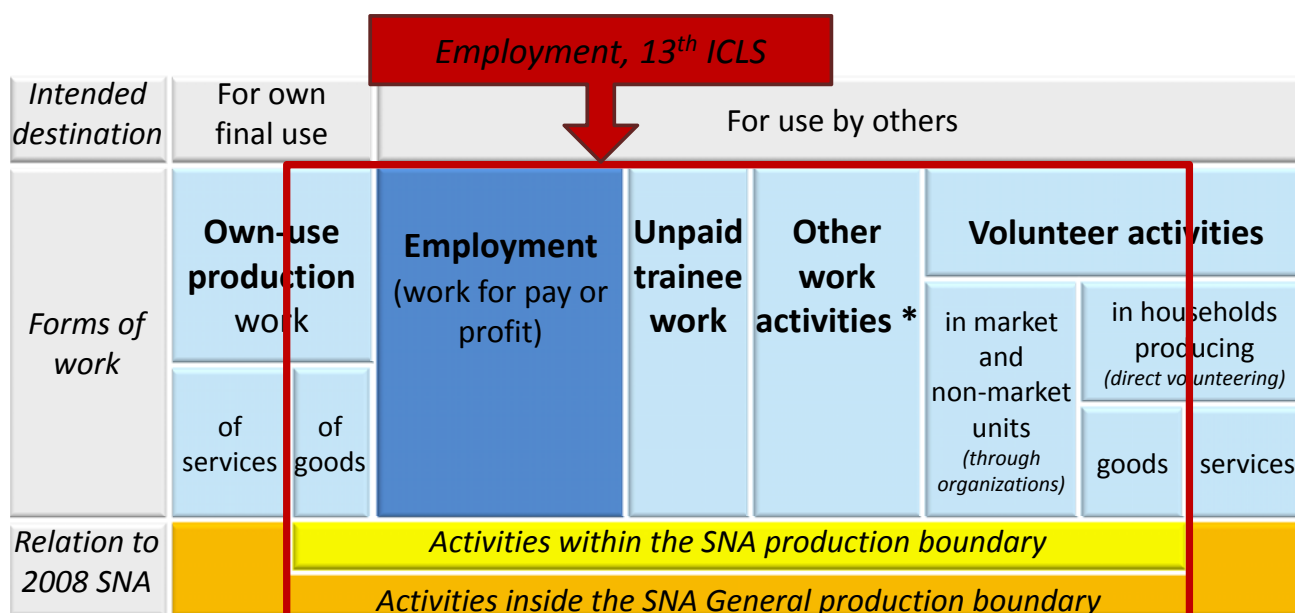 Employment, 13th ICLS
Intended
destination
For own
final use
For use by others
Forms of
work
Own-use
production
work
of
services
of
goods
Employment
(work for pay or
profit)
Unpaid
trainee
work
Other
work
activities *
Volunteer activities
in market
and
non-market
units
(through
organizations)
in households
producing
(direct volunteering)
goods
services
Relation to
2008 SNA
Activities within the SNA production boundary
Activities inside the SNA General production boundary